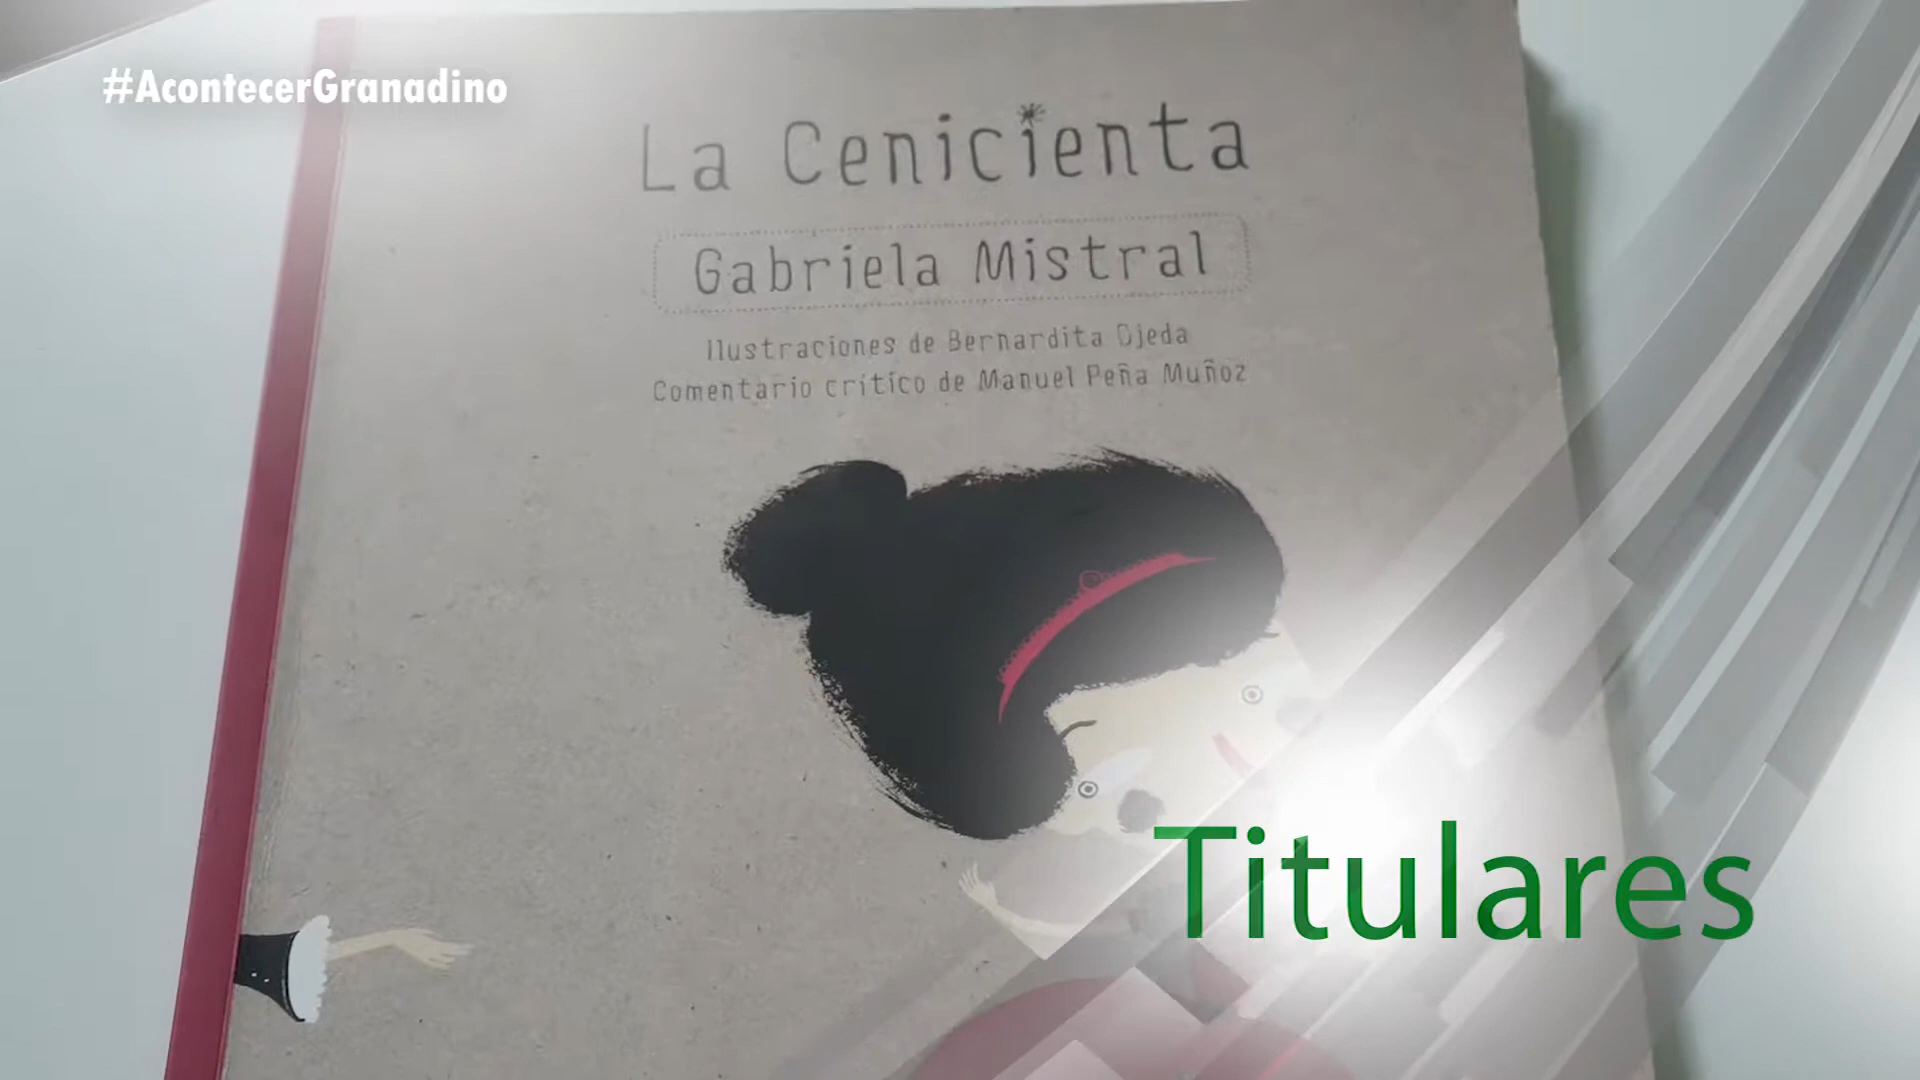 #AcontecerGranadino
La Cenicienta
Gabriela Mistral
Ilustraciones de Bernardita Ojeda
Comentario crítico de Manuel Peña Muñoz
Titulares